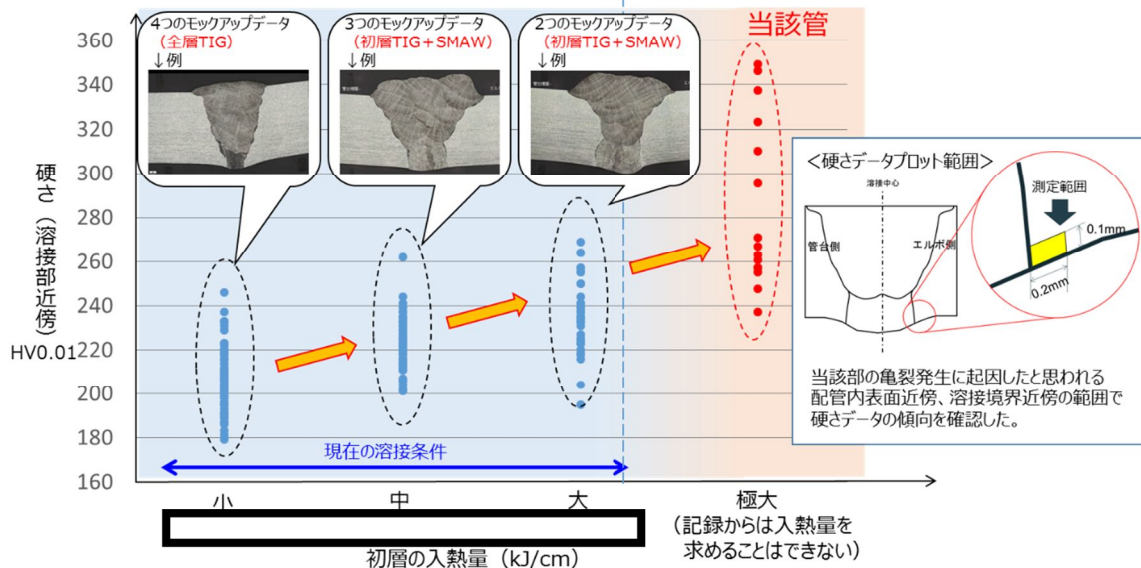 4つのモックアップデータ
（全層TIG）
↓例
3つのモックアップデータ
（初層TIG+SMAW）
↓例
2つのモックアップデータ
（初層TIG+SMAW）
↓例
当該管
360
340
320
300
280
260
240
220
200
180
160
硬さ（溶接部近傍）
HV0.01
現在の溶接条件
小
中
大
極大
（記録からは入熱量を
求めることはできない）
初層の入熱量（kJ/cm）
＜硬さデータプロット範囲＞
溶接中心
管台側
エルボ側
測定範囲
0.1mm
0.2mm
当該部の亀裂発生に起因したと思われる
配管内表面近傍、溶接境界近傍の範囲で
硬さデータの傾向を確認した。